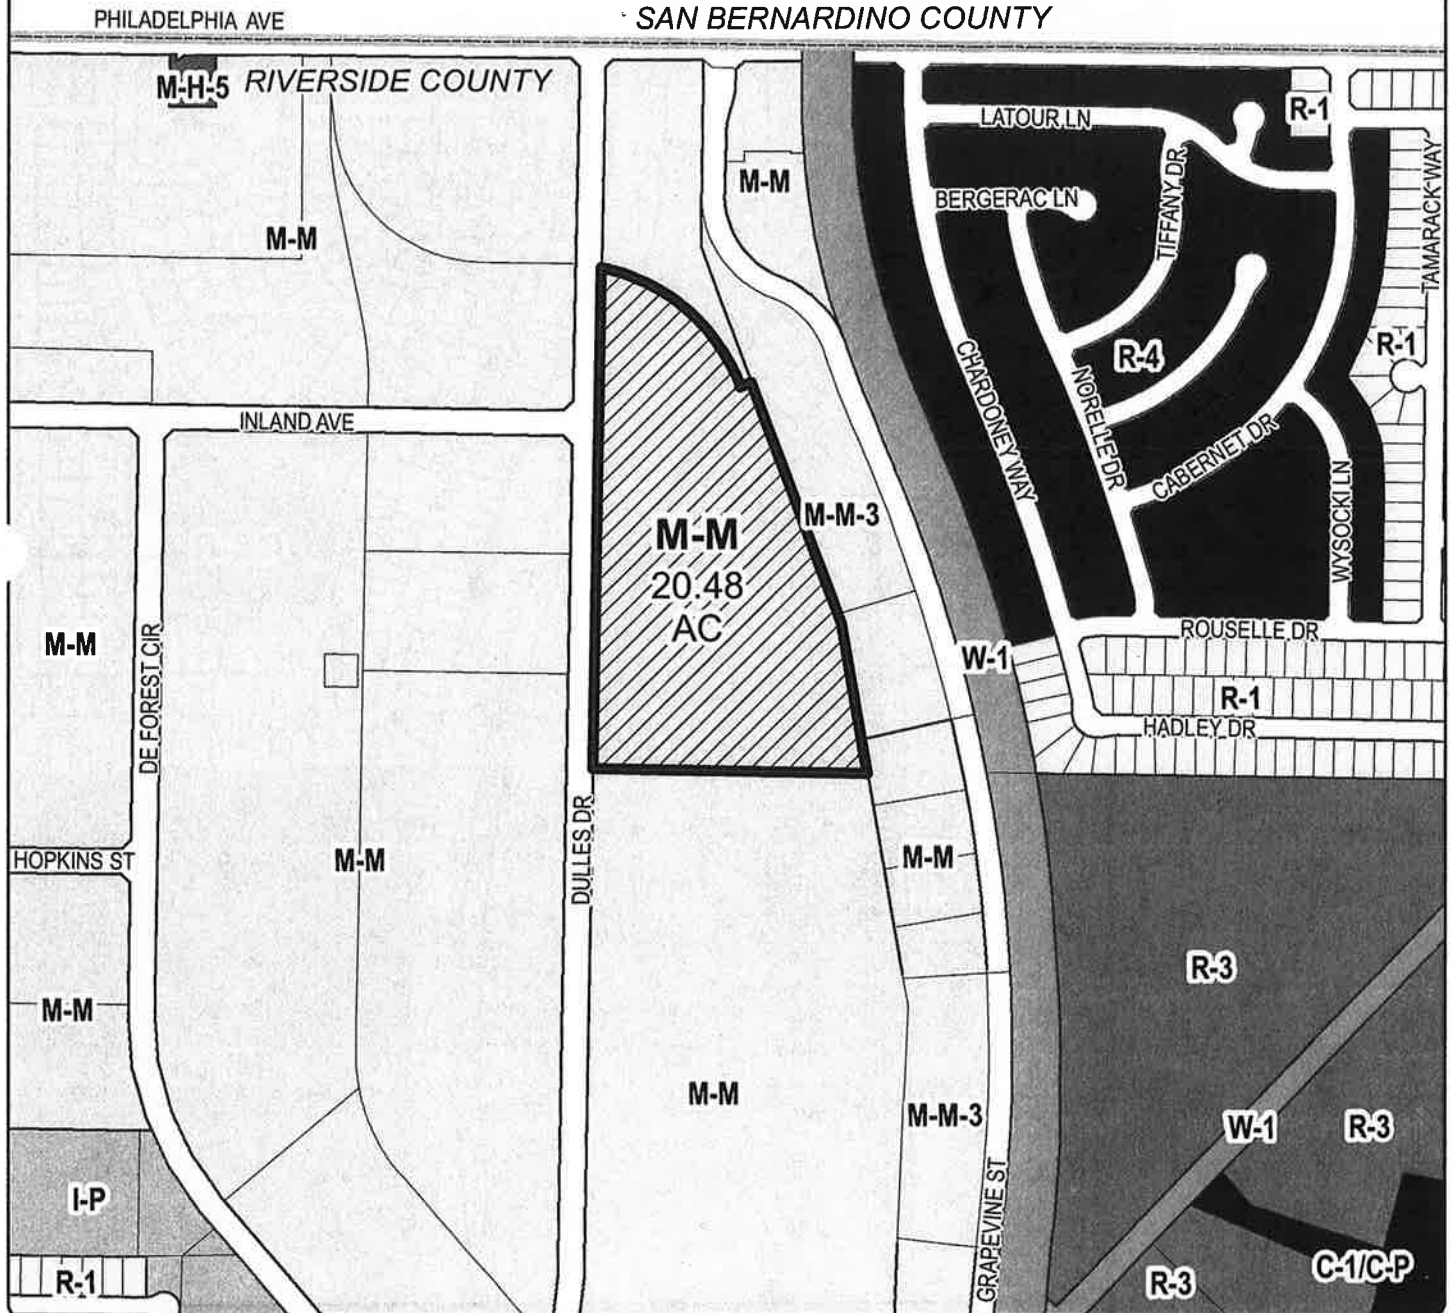 PHILADELPHIA AVE
SAN BERNARDINO COUNTY
M-H-5
RIVERSIDE COUNTY
R-1
LATOUR LN
M-M
TIFFANY DR
TAMARACK WAY
BERGERAC LN
M-M
R-1
R-4
CHARDONEY WAY
NORELLE DR
INLAND AVE
CABERNET DR
WYSOCKI LN
M-M-3
M-M
20.48
AC
M-M
DE FOREST CIR
ROUSELLE DR
W-1
R-1
HADLEY DR
DULLES DR
HOPKINS ST
M-M
M-M
R-3
M-M
M-M
M-M-3
W-1
R-3
I-P
GRAPEVINE ST
R-1
R-3
C-1/C-P